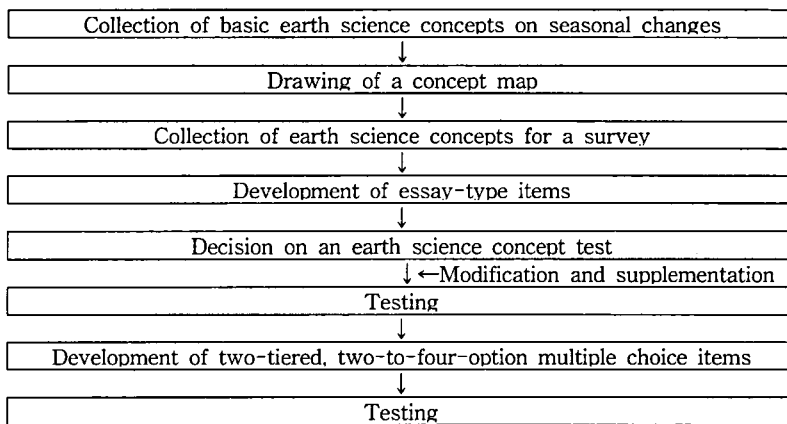 Collection of basic earth science concepts on seasonal changes
↓
Drawing of a concept map
↓
Collection of earth science concepts for a survey
↓
Development of essay-type items
↓
Decision on an earth science concept test
↓ ←Modification and supplementation
Testing
↓
Development of two-tiered, two-to-four-option multiple choice items
↓
Testing